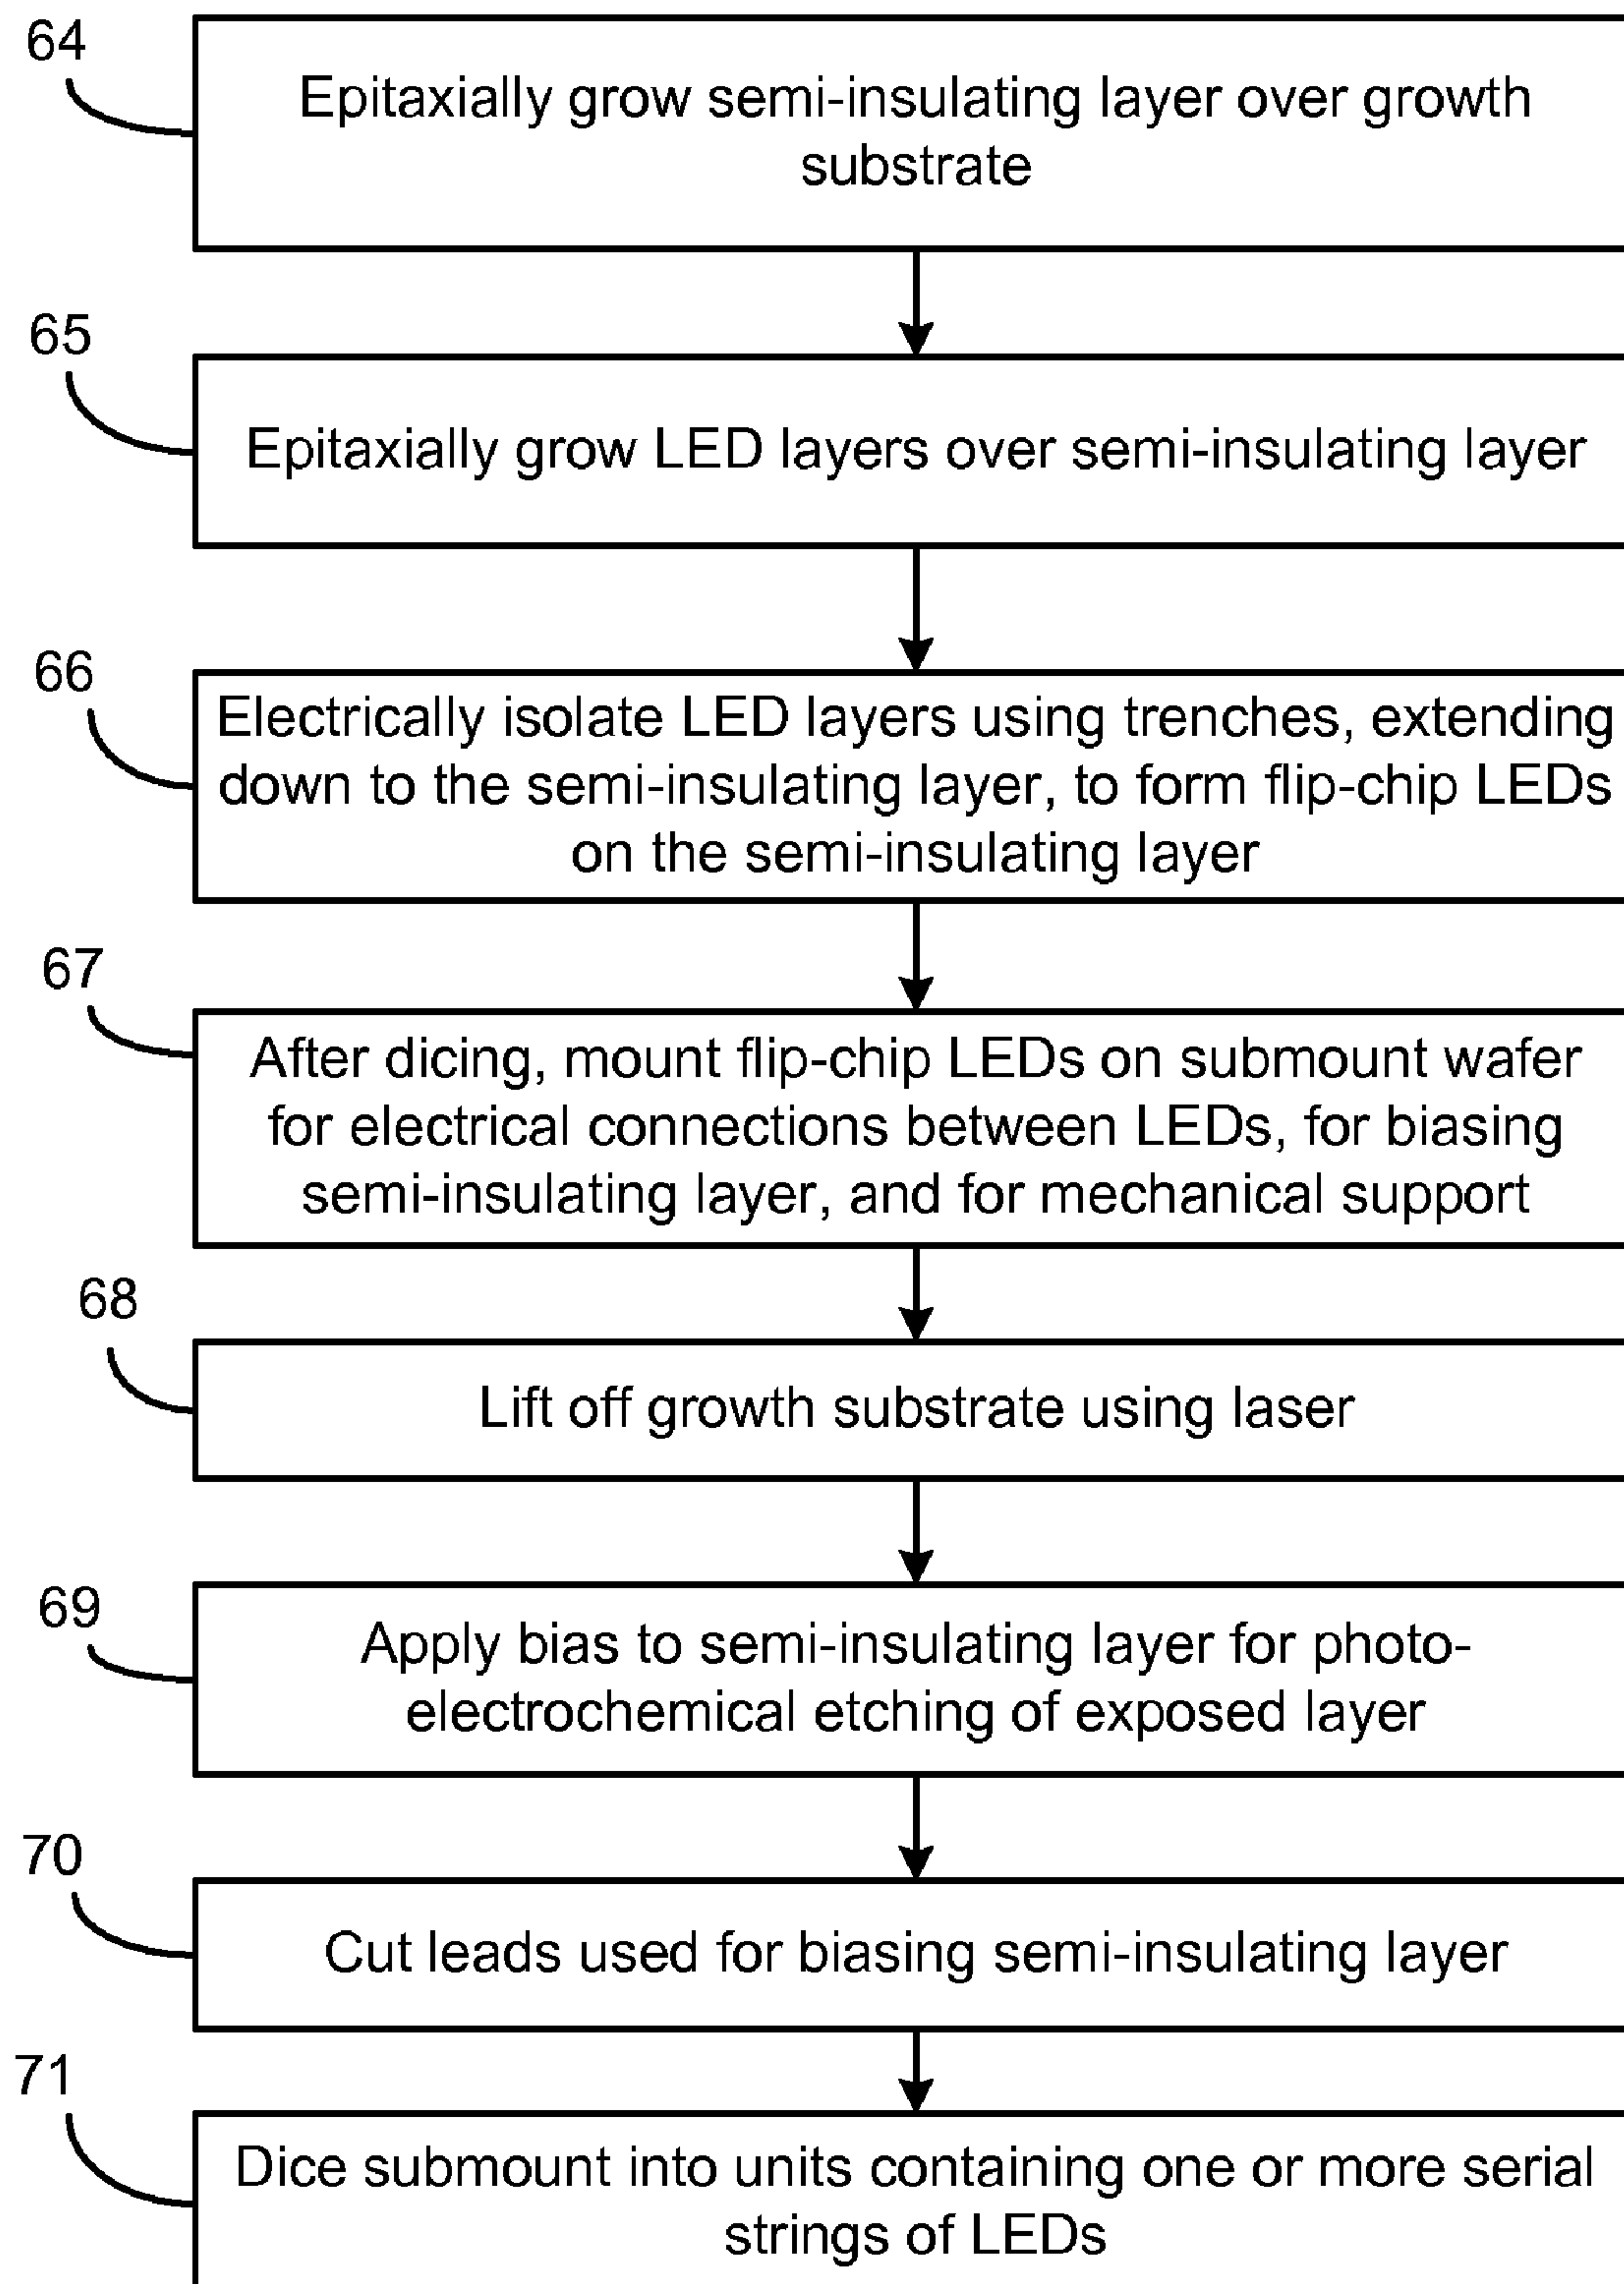 64
Epitaxially grow semi-insulating layer over growth
substrate
65
Epitaxially grow LED layers over semi-insulating layer
66
Electrically isolate LED layers using trenches, extending
down to the semi-insulating layer, to form flip-chip LEDs
on the semi-insulating layer
67
After dicing, mount flip-chip LEDs on submount wafer
for electrical connections between LEDs, for biasing
semi-insulating layer, and for mechanical support
68
Lift off growth substrate using laser
69
Apply bias to semi-insulating layer for photo-
electrochemical etching of exposed layer
70
Cut leads used for biasing semi-insulating layer
71
Dice submount into units containing one or more serial
strings of LEDs